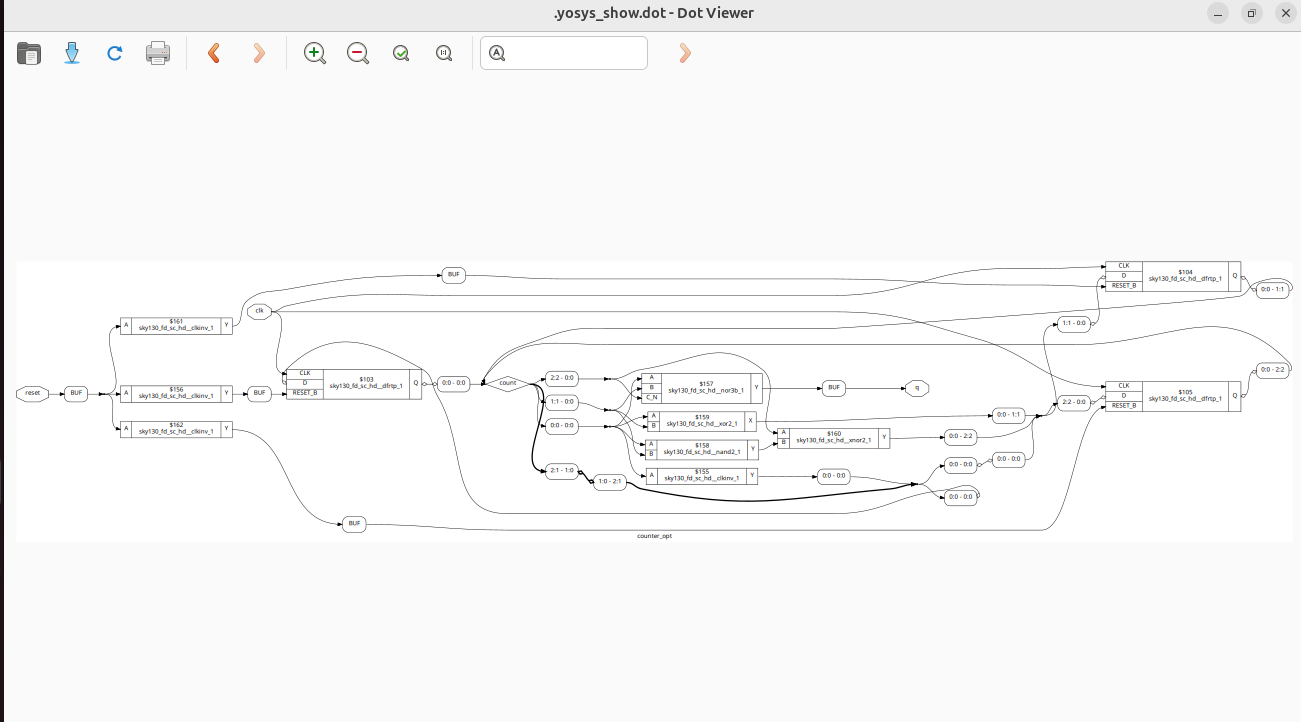 .yosys_show.dot - Dot Viewer
BUF
CLK
D
RESET_B
$104
sky130_fd_sc_hd__dfrtp_1
Q
0:0 - 1:1
clk
A
$161
sky130_fd_sc_hd__clkinv_1
Y
1:1 - 0:0
reset
BUF
A
$156
sky130_fd_sc_hd__clkinv_1
Y
BUF
CLK
D
RESET_B
$103
sky130_fd_sc_hd__dfrtp_1
Q
0:0 - 0:0
count
2:2 - 0:0
1:1 - 0:0
0:0 - 0:0
2:1 - 1:0
1:0 - 2:1
A
B
C_N
$157
sky130_fd_sc_hd__nor3b_1
Y
BUF
q
A
B
$159
sky130_fd_sc_hd__xor2_1
X
A
B
$158
sky130_fd_sc_hd__nand2_1
Y
A
$155
sky130_fd_sc_hd__clkinv_1
Y
A
B
$160
sky130_fd_sc_hd__xnor2_1
Y
0:0 - 0:0
0:0 - 1:1
0:0 - 2:2
0:0 - 0:0
0:0 - 0:0
0:0 - 0:0
2:2 - 0:0
CLK
D
RESET_B
$105
sky130_fd_sc_hd__dfrtp_1
Q
0:0 - 2:2
A
$162
sky130_fd_sc_hd__clkinv_1
Y
BUF
counter_opt